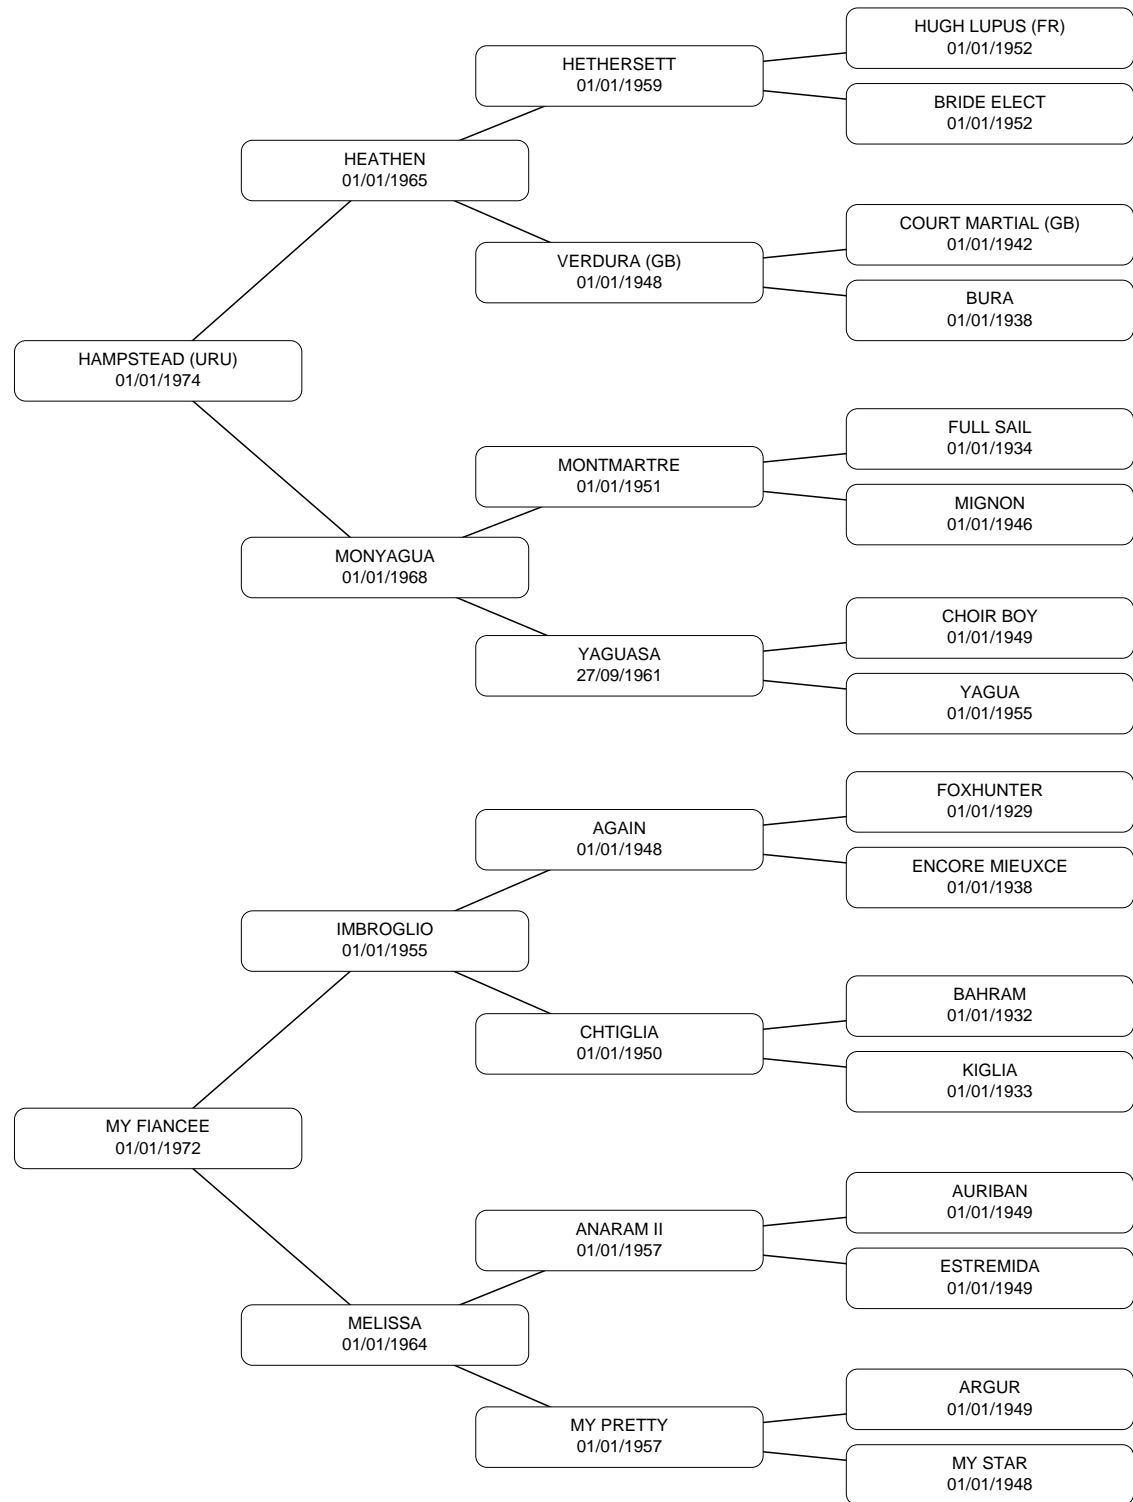 HUGH LUPUS (FR)
01/01/1952
HETHERSETT
01/01/1959
BRIDE ELECT
01/01/1952
HEATHEN
01/01/1965
COURT MARTIAL (GB)
01/01/1942
VERDURA (GB)
01/01/1948
BURA
01/01/1938
HAMPSTEAD (URU)
01/01/1974
FULL SAIL
01/01/1934
MONTMARTRE
01/01/1951
MIGNON
01/01/1946
MONYAGUA
01/01/1968
CHOIR BOY
01/01/1949
YAGUASA
27/09/1961
YAGUA
01/01/1955
FOXHUNTER
01/01/1929
AGAIN
01/01/1948
ENCORE MIEUXCE
01/01/1938
IMBROGLIO
01/01/1955
BAHRAM
01/01/1932
CHTIGLIA
01/01/1950
KIGLIA
01/01/1933
MY FIANCEE
01/01/1972
AURIBAN
01/01/1949
ANARAM II
01/01/1957
ESTREMIDA
01/01/1949
MELISSA
01/01/1964
ARGUR
01/01/1949
MY PRETTY
01/01/1957
MY STAR
01/01/1948